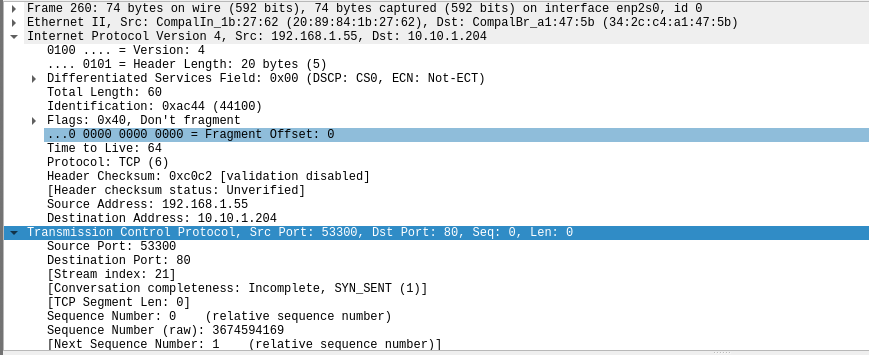 Frame 260: 74 bytes on wire (592 bits), 74 bytes captured (592 bits) on interface enp2s0, id 0
Ethernet II, Src: CompalIn_1b:27:62 (20:89:84:1b:27:62), Dst: CompalBr_a1:47:5b (34:2c:c4:a1:47:5b)
Internet Protocol Version 4, Src: 192.168.1.55, Dst: 10.10.1.204
0100 .... = Version: 4
.... 0101 = Header Length: 20 bytes (5)
Differentiated Services Field: 0x00 (DSCP: CS0, ECN: Not-ECT)
Total Length: 60
Identification: 0xac44 (44100)
Flags: 0x40, Don't fragment
...0 0000 0000 0000 = Fragment Offset: 0
Time to Live: 64
Protocol: TCP (6)
Header Checksum: 0xc0c2 [validation disabled]
[Header checksum status: Unverified]
Source Address: 192.168.1.55
Destination Address: 10.10.1.204
Transmission Control Protocol, Src Port: 53300, Dst Port: 80, Seq: 0, Len: 0
Source Port: 53300
Destination Port: 80
[Stream index: 21]
[Conversation completeness: Incomplete, SYN_SENT (1)]
[TCP Segment Len: 0]
Sequence Number: 0    (relative sequence number)
Sequence Number (raw): 3674594169
[Next Sequence Number: 1    (relative sequence number)]